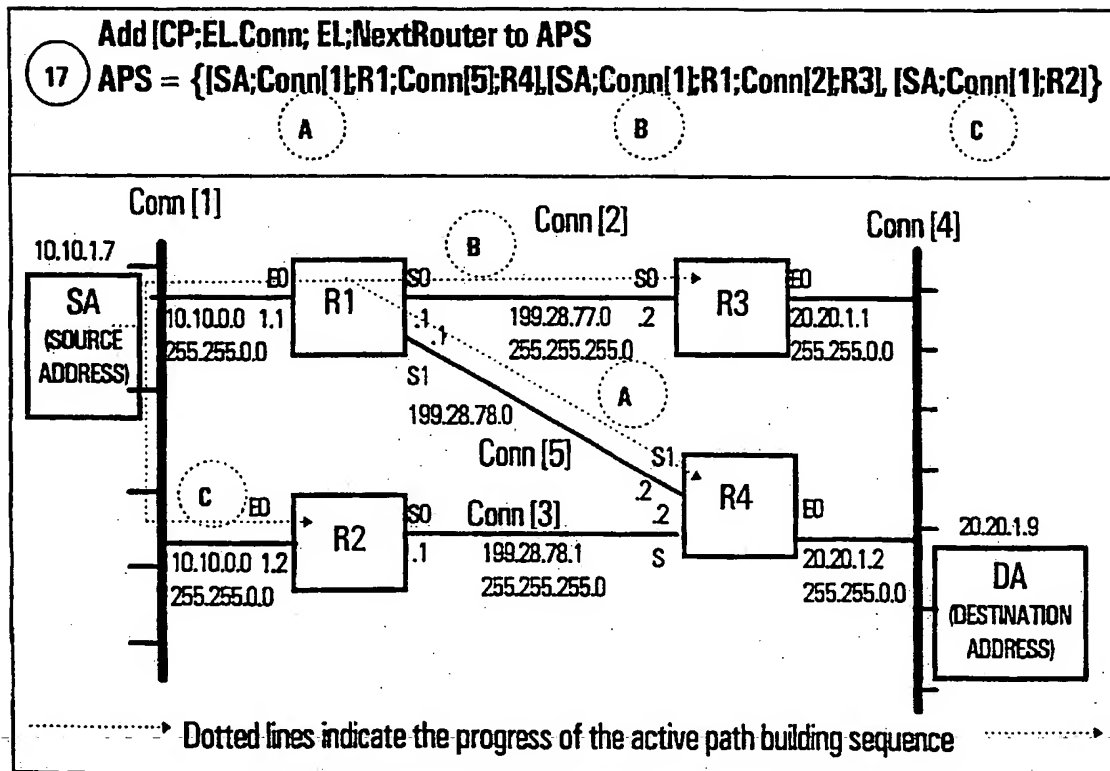 Add [CP;EL.Conn; EL;NextRouter to APS
17
APS = {[SA;Conn[1];R1;Conn[5];R4],[SA;Conn[1];R1;Conn[2];R3], [SA;Conn[1];R2]}
A
B
C
Conn [1]
Conn [2]
Conn [4]
10.10.1.7
B
SA
(SOURCE
ADDRESS)
E0
R1
S0
S0
R3
E0
10.10.0.0 1.1
.1
199.28.77.0
.2
20.20.1.1
255.255.0.0
.1
255.255.255.0
255.255.0.0
S1
A
199.28.78.0
Conn [5]
S1
C
E0
R2
S0
Conn [3]
.2
.2
R4
E0
20.20.1.9
10.10.0.0 1.2
.1
199.28.78.1
S
20.20.1.2
255.255.0.0
255.255.255.0
255.255.0.0
DA
(DESTINATION
ADDRESS)
Dotted lines indicate the progress of the active path building sequence